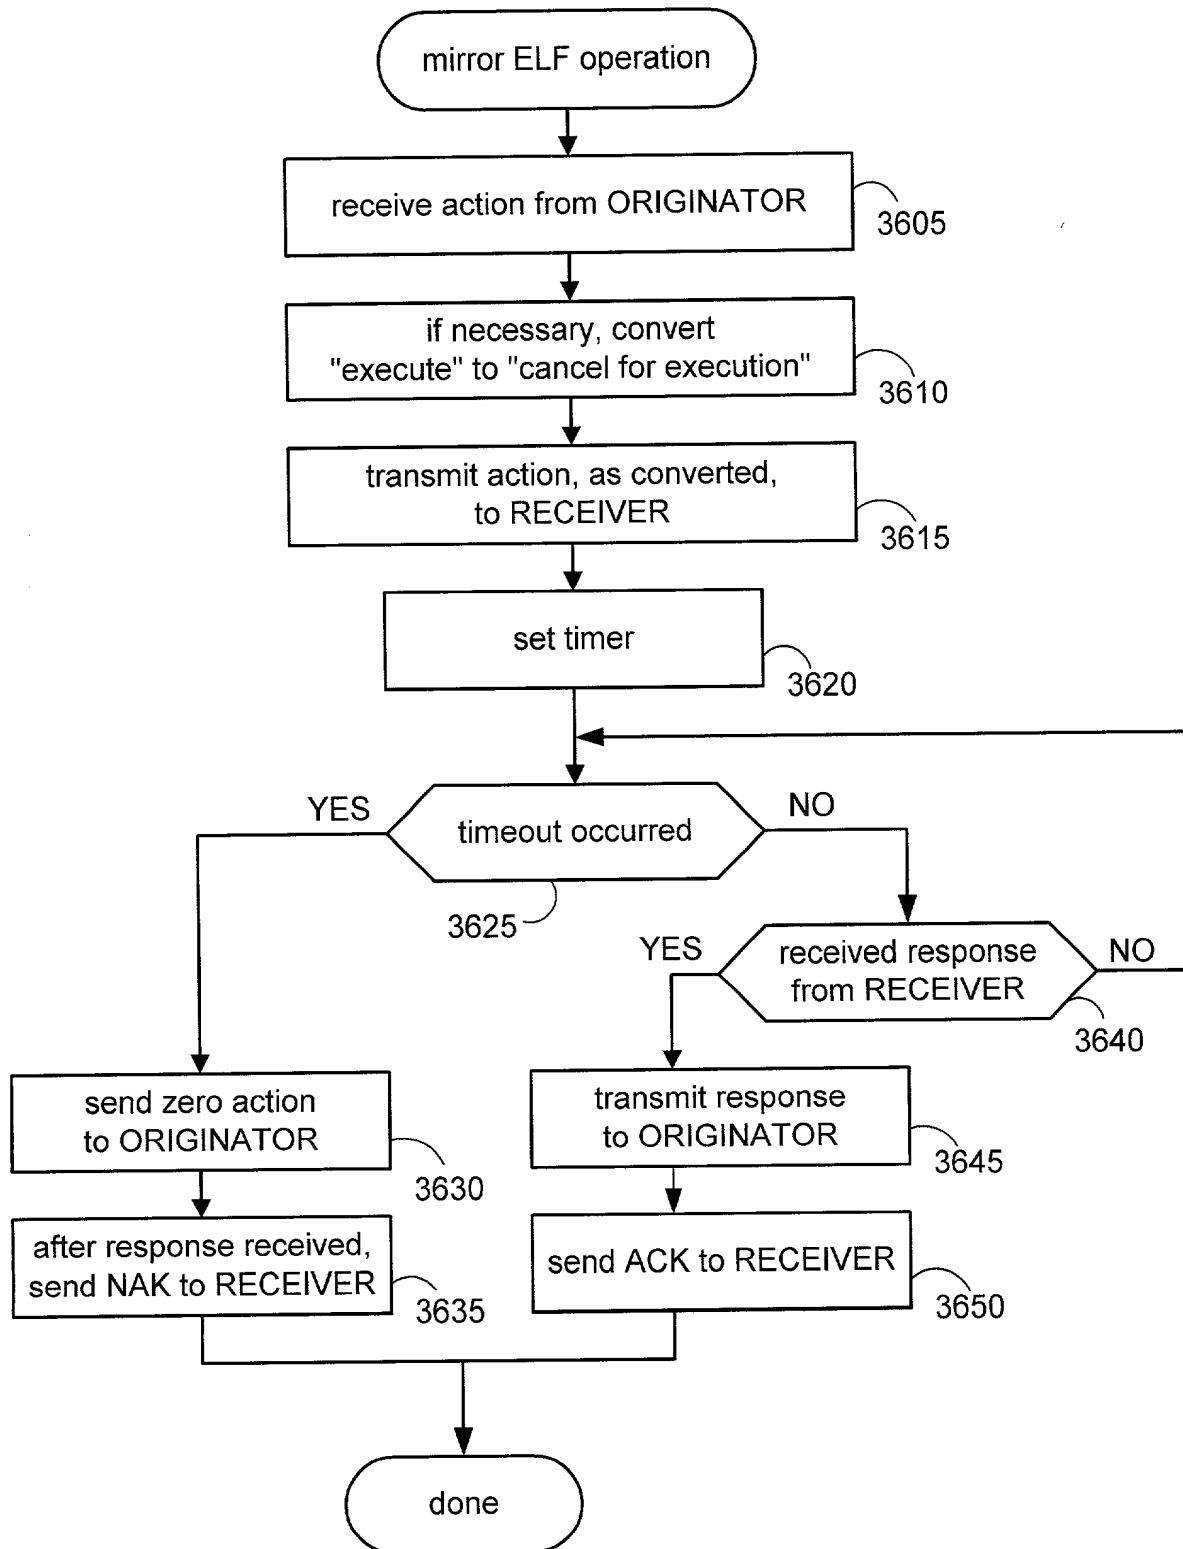 mirror ELF operation
receive action from ORIGINATOR
3605
if necessary, convert
"execute" to "cancel for execution"
3610
transmit action, as converted,
to RECEIVER
3615
set timer
3620
YES
timeout occurred
NO
3625
YES
received response
from RECEIVER
NO
3640
send zero action
to ORIGINATOR
3630
transmit response
to ORIGINATOR
3645
after response received,
send NAK to RECEIVER
3635
send ACK to RECEIVER
3650
done